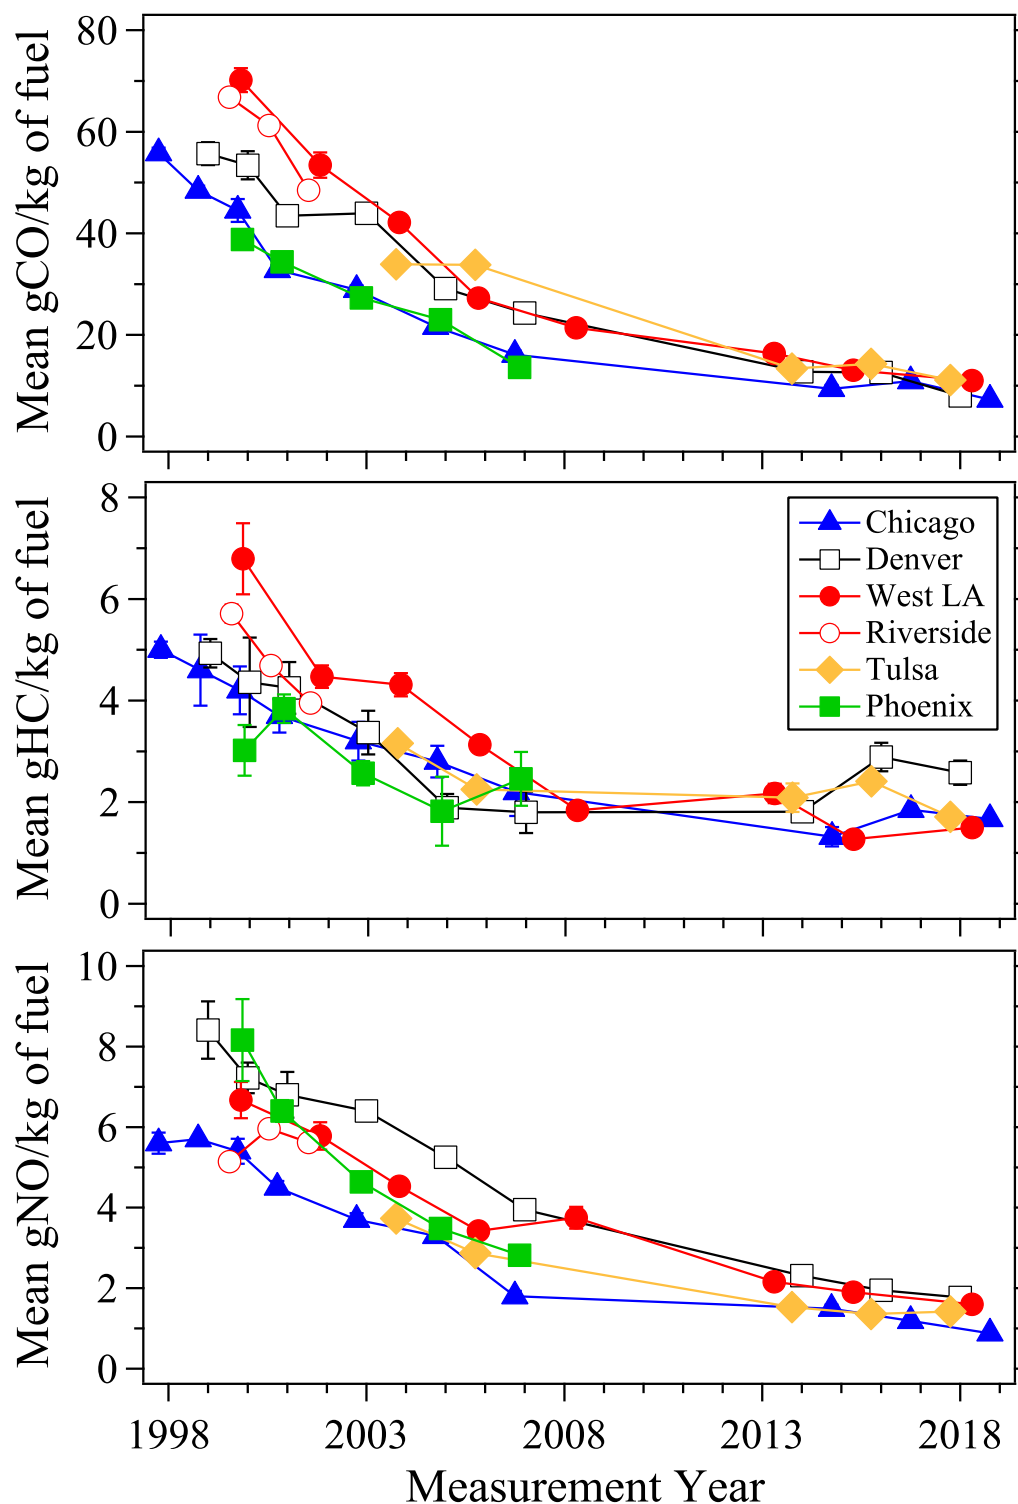 80
60
40
20
0
Mean gCO/kg of fuel
8
6
4
2
0
Mean gHC/kg of fuel
Chicago
Denver
West LA
Riverside
Tulsa
Phoenix
10
8
6
4
2
0
Mean gNO/kg of fuel
1998 2003 2008 2013 2018
Measurement Year